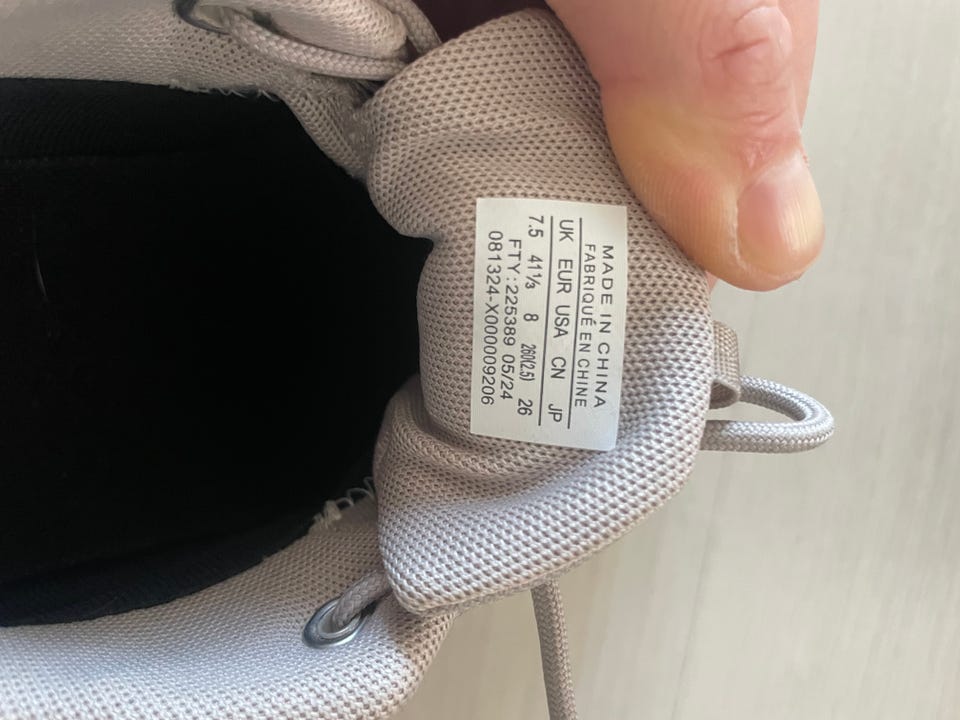 MADE IN CHINA
FABRIQUÉ EN CHINE
UK EUR USA CN JP
7.5 41⅓ 8 260(2.5) 26
FTY: 225389 05/24
081324-X000009206